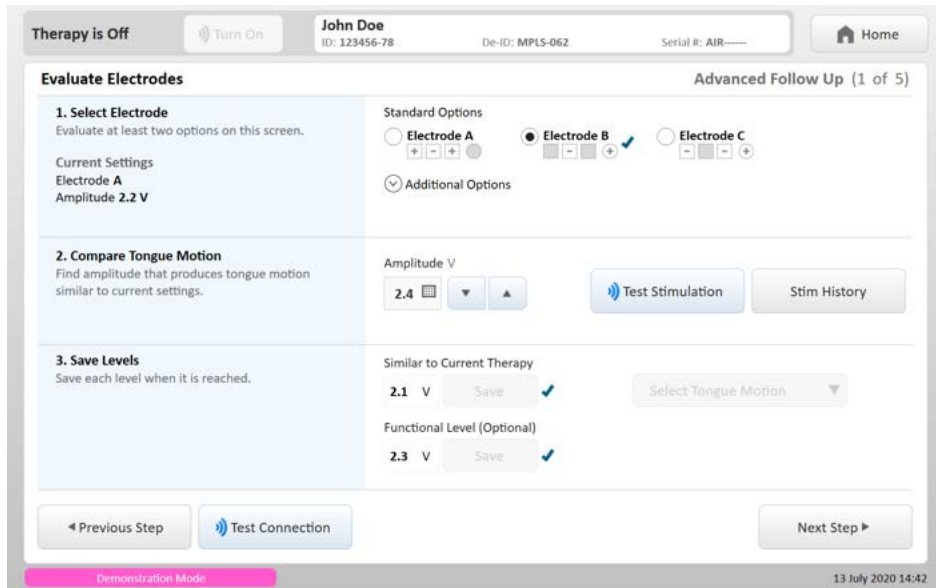 Therapy is Off
Turn On
John Doe
ID: 123456-78
De-ID: MPLS-062
Serial #: AIR------
Home
Evaluate Electrodes
Advanced Follow Up (1 of 5)
1. Select Electrode
Evaluate at least two options on this screen.
Current Settings
Electrode A
Amplitude 2.2 V
Standard Options
Electrode A
+ - +
Electrode B
- +
Electrode C
- - +
Additional Options
2. Compare Tongue Motion
Find amplitude that produces tongue motion
similar to current settings.
Amplitude V
2.4
Test Stimulation
Stim History
3. Save Levels
Save each level when it is reached.
Similar to Current Therapy
2.1 V
Save
Select Tongue Motion
Functional Level (Optional)
2.3 V
Save
Previous Step
Test Connection
Next Step
Demonstration Mode
13 July 2020 14:42